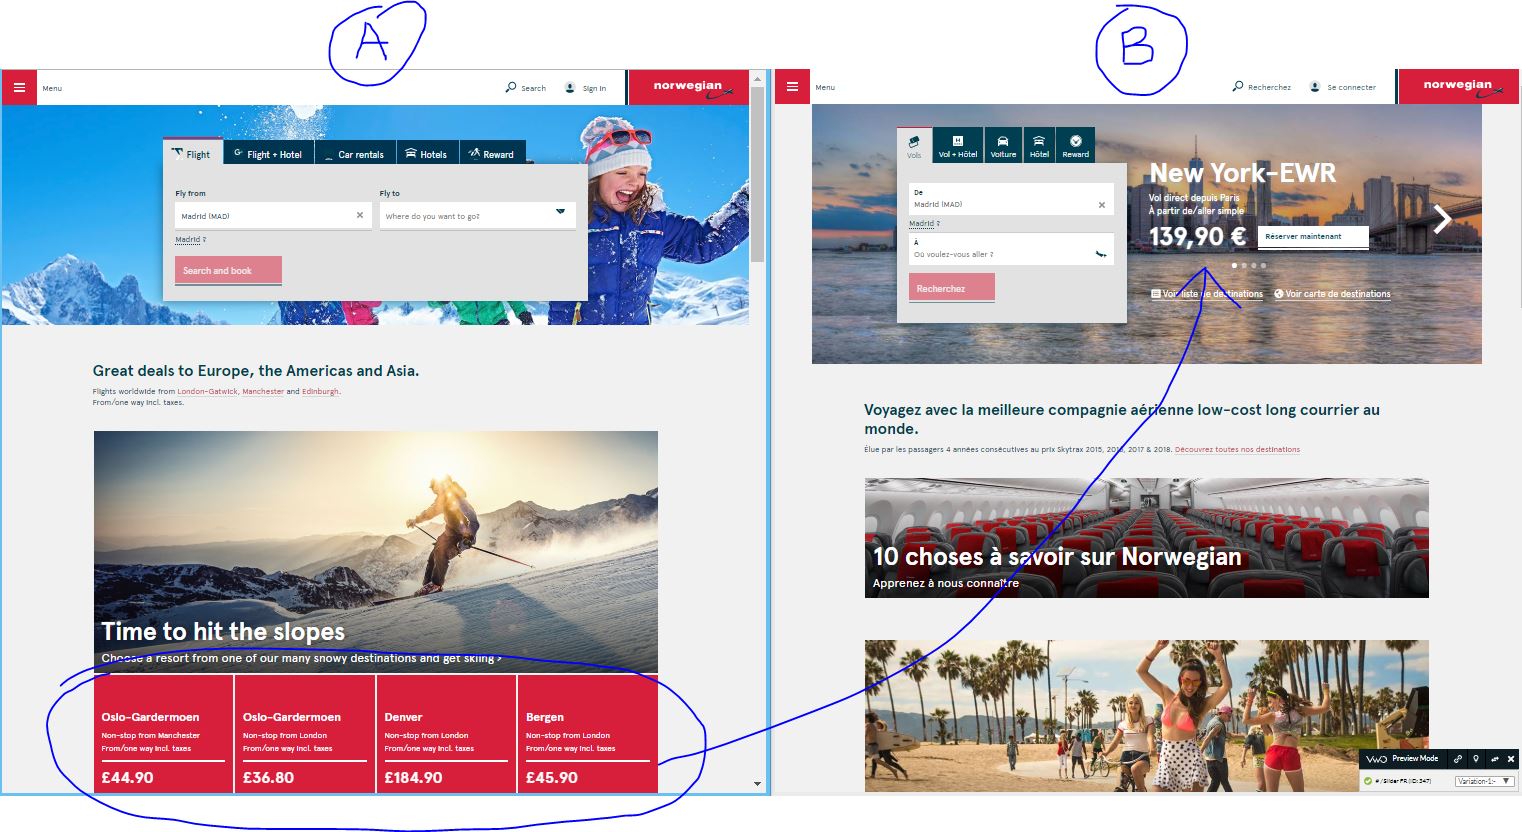 A
B
Menu
Search
Sign in
norwegian
Flight
Flight + Hotel
Car rentals
Hotels
Reward
Fly from
Fly to
Madrid (MAD)
Where do you want to go?
Madrid ?
Search and book
Great deals to Europe, the Americas and Asia.
Flights worldwide from London-Gatwick, Manchester and Edinburgh.
From/one way incl. taxes.
Time to hit the slopes
Choose a resort from one of our many snowy destinations and get skiing >
Oslo-Gardermoen
Non-stop from Manchester
From/one way incl. taxes
£44.90
Oslo-Gardermoen
Non-stop from London
From/one way incl. taxes
£36.80
Denver
Non-stop from London
From/one way incl. taxes
£184.90
Bergen
Non-stop from London
From/one way incl. taxes
£45.90
Menu
Recherchez
Se connecter
norwegian
Vols
Vol + Hôtel
Voiture
Hôtel
Reward
De
Madrid (MAD)
Madrid ?
À
Où voulez-vous aller ?
Recherchez
New York-EWR
Vol direct depuis Paris
À partir de/aller simple
139,90 €
Réserver maintenant
Voir liste de destinations
Voir carte de destinations
Voyagez avec la meilleure compagnie aérienne low-cost long courrier au
monde.
Élue par les passagers 4 années consécutives au prix Skytrax 2015, 2016, 2017 & 2018. Découvrez toutes nos destinations
10 choses à savoir sur Norwegian
Apprenez à nous connaître
VWO Preview Mode
# /Slider FR [ID: 347]
Variation-1:-